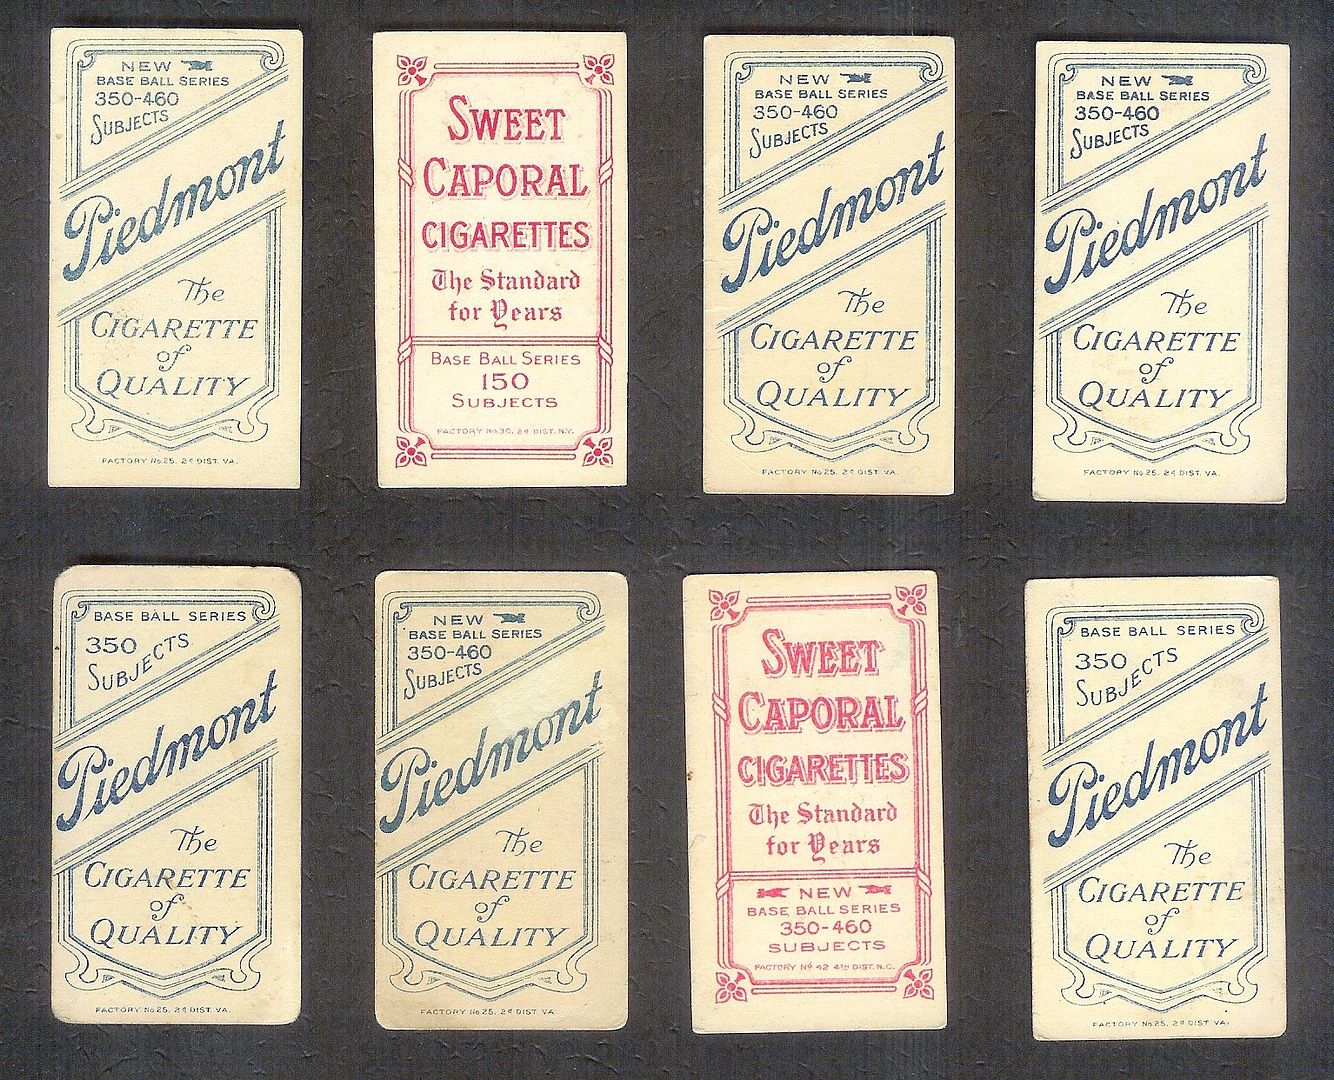 NEW
BASE BALL SERIES
350-460
SUBJECTS
Piedmont
The
CIGARETTE
of
QUALITY
FACTORY No. 25. 2d DIST. VA.
SWEET
CAPORAL
CIGARETTES
The Standard
for Years
BASE BALL SERIES
150
SUBJECTS
FACTORY No. 30, 2d DIST. N.Y.
NEW
BASE BALL SERIES
350-460
SUBJECTS
Piedmont
The
CIGARETTE
of
QUALITY
FACTORY No. 25. 2d DIST. VA.
NEW
BASE BALL SERIES
350-460
SUBJECTS
Piedmont
The
CIGARETTE
of
QUALITY
FACTORY No. 25. 2d DIST. VA.
BASE BALL SERIES
350
SUBJECTS
Piedmont
The
CIGARETTE
of
QUALITY
FACTORY No. 25. 2d DIST. VA.
NEW
BASE BALL SERIES
350-460
SUBJECTS
Piedmont
The
CIGARETTE
of
QUALITY
FACTORY No. 25. 2d DIST. VA.
SWEET
CAPORAL
CIGARETTES
The Standard
for Years
NEW
BASE BALL SERIES
350-460
SUBJECTS
FACTORY No 42 4TH DIST. N.C.
BASE BALL SERIES
350
SUBJECTS
Piedmont
The
CIGARETTE
of
QUALITY
FACTORY No. 25. 2d DIST. VA.